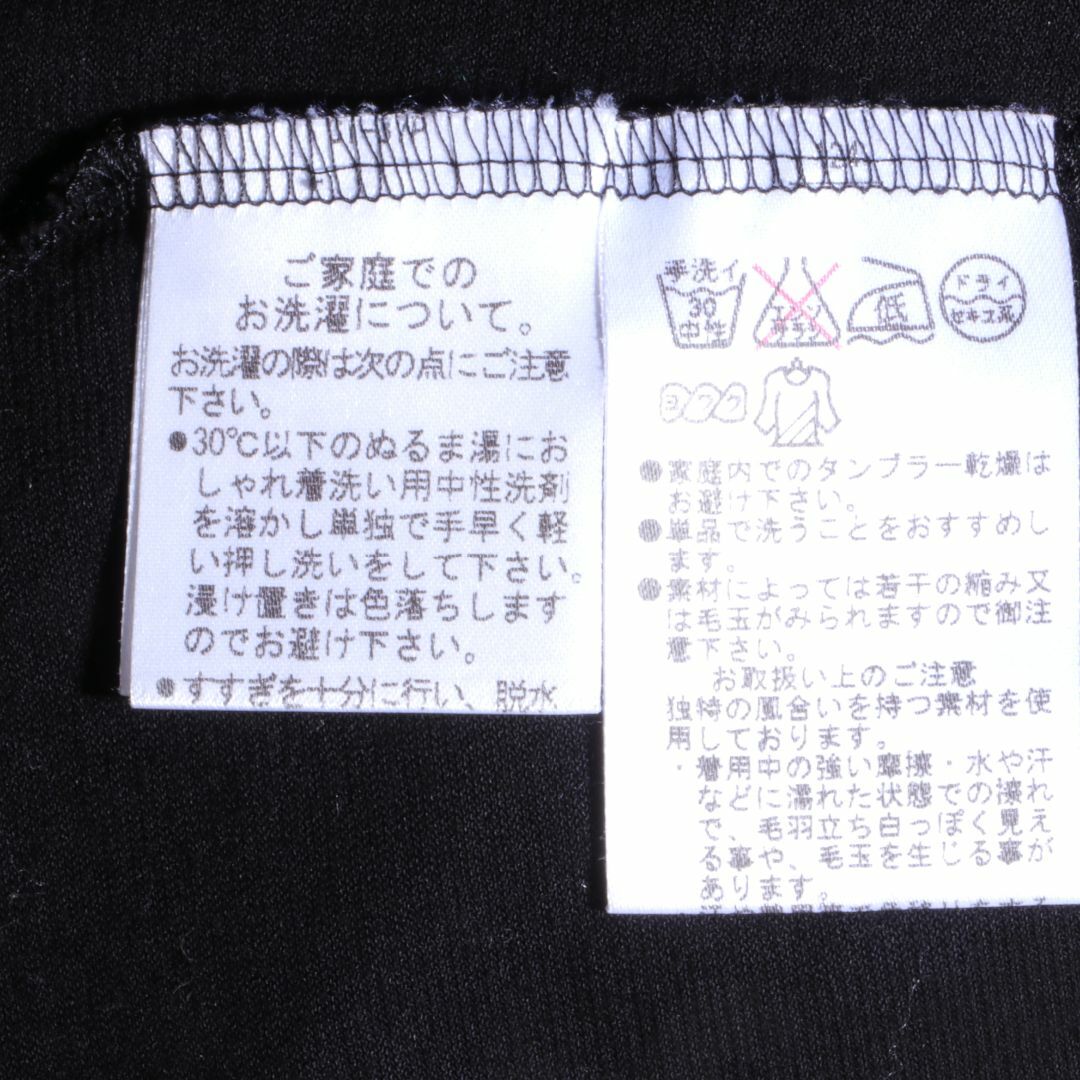 ご家庭での
お洗濯について。
お洗濯の際は次の点にご注意
下さい。
●30℃以下のぬるま湯にお
しゃれ着洗い用中性洗剤
を溶かし単独で手早く軽
い押し洗いをして下さい。
浸け置きは色落ちします
のでお避け下さい。
●すすぎを十分に行い、脱水
手洗イ
30
中性
エンソ
サラシ
低
ドライ
セキユ系
ヨワク
●家庭内でのタンブラー乾燥は
お避け下さい。
●単品で洗うことをおすすめし
ます。
●素材によっては若干の縮み又
は毛玉がみられますので御注
意下さい。
お取扱い上のご注意
独特の風合いを持つ素材を使
用しております。
・着用中の強い摩擦・水や汗
などに濡れた状態での擦れ
で、毛羽立ち白っぽく見え
る事や、毛玉を生じる事が
あります。